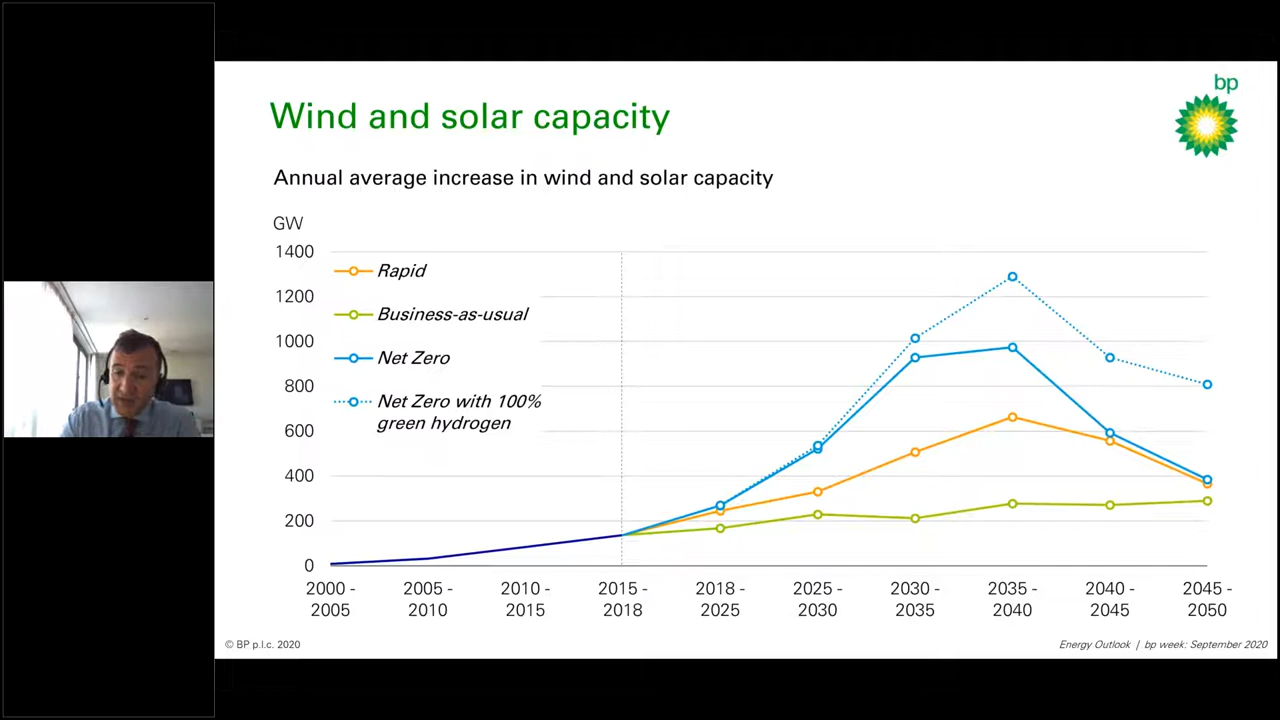 bp
Wind and solar capacity
Annual average increase in wind and solar capacity
GW
1400
1200
1000
800
600
400
200
0
Rapid
Business-as-usual
Net Zero
Net Zero with 100%
green hydrogen
2000 - 2005 - 2010 - 2015 - 2018 - 2025 - 2030 - 2035 - 2040 - 2045 -
2005 2010 2015 2018 2025 2030 2035 2040 2045 2050
© BP p.l.c. 2020
Energy Outlook | bp week: September 2020